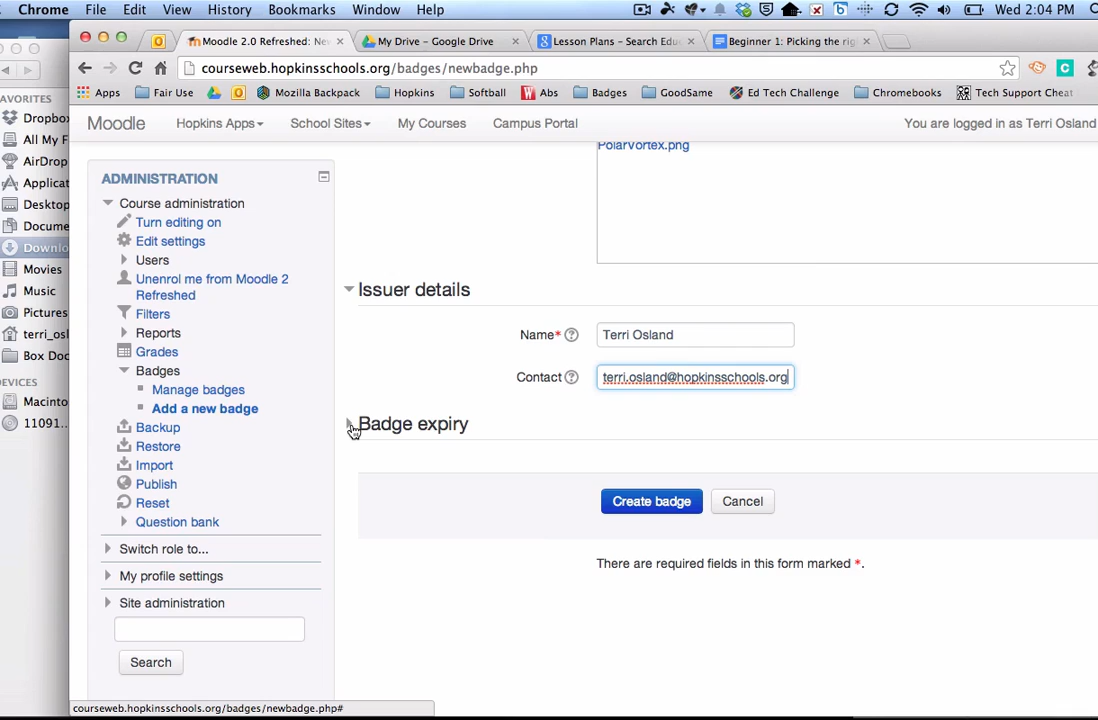 Chrome File Edit View History Bookmarks Window Help Wed 2:04 PM
Moodle 2.0 Refreshed: Ne My Drive – Google Drive Lesson Plans - Search Edu Beginner 1: Picking the rig
courseweb.hopkinsschools.org/badges/newbadge.php
Apps Fair Use Mozilla Backpack Hopkins Softball Abs Badges GoodSame Ed Tech Challenge Chromebooks Tech Support Cheat
Moodle Hopkins Apps School Sites My Courses Campus Portal You are logged in as Terri Osland
AVORITES
Dropbo
All My F
AirDrop
Applicat
Desktop
Docume
Downlo
Movies
Music
Pictures
terri_osl
Box Doc
DEVICES
Macinto
11091...
ADMINISTRATION
Course administration
Turn editing on
Edit settings
Users
Unenrol me from Moodle 2
Refreshed
Filters
Reports
Grades
Badges
Manage badges
Add a new badge
Backup
Restore
Import
Publish
Reset
Question bank
Switch role to...
My profile settings
Site administration
Search
PolarVortex.png
Issuer details
Name* Terri Osland
Contact terri.osland@hopkinsschools.org
Badge expiry
Create badge Cancel
There are required fields in this form marked *.
courseweb.hopkinsschools.org/badges/newbadge.php#